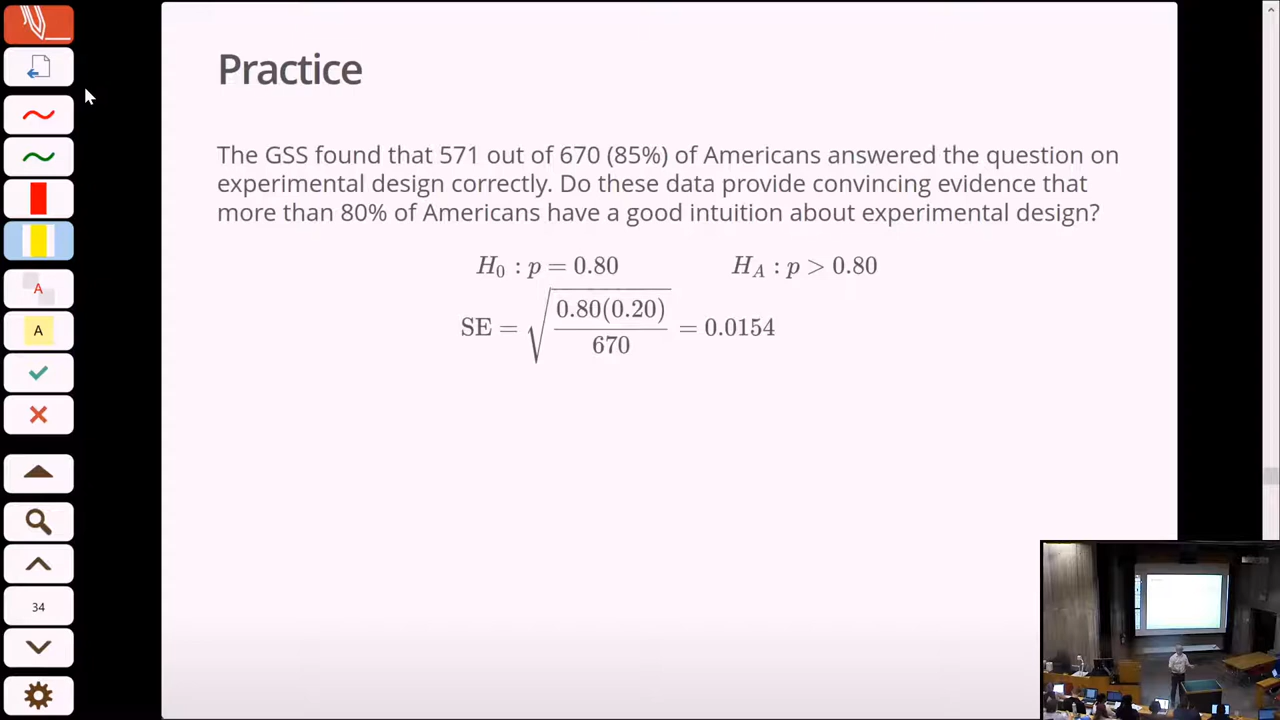 Practice
The GSS found that 571 out of 670 (85%) of Americans answered the question on
experimental design correctly. Do these data provide convincing evidence that
more than 80% of Americans have a good intuition about experimental design?
H₀ : p = 0.80 H_A : p > 0.80
SE = √(0.80(0.20)/670) = 0.0154
A
A
34